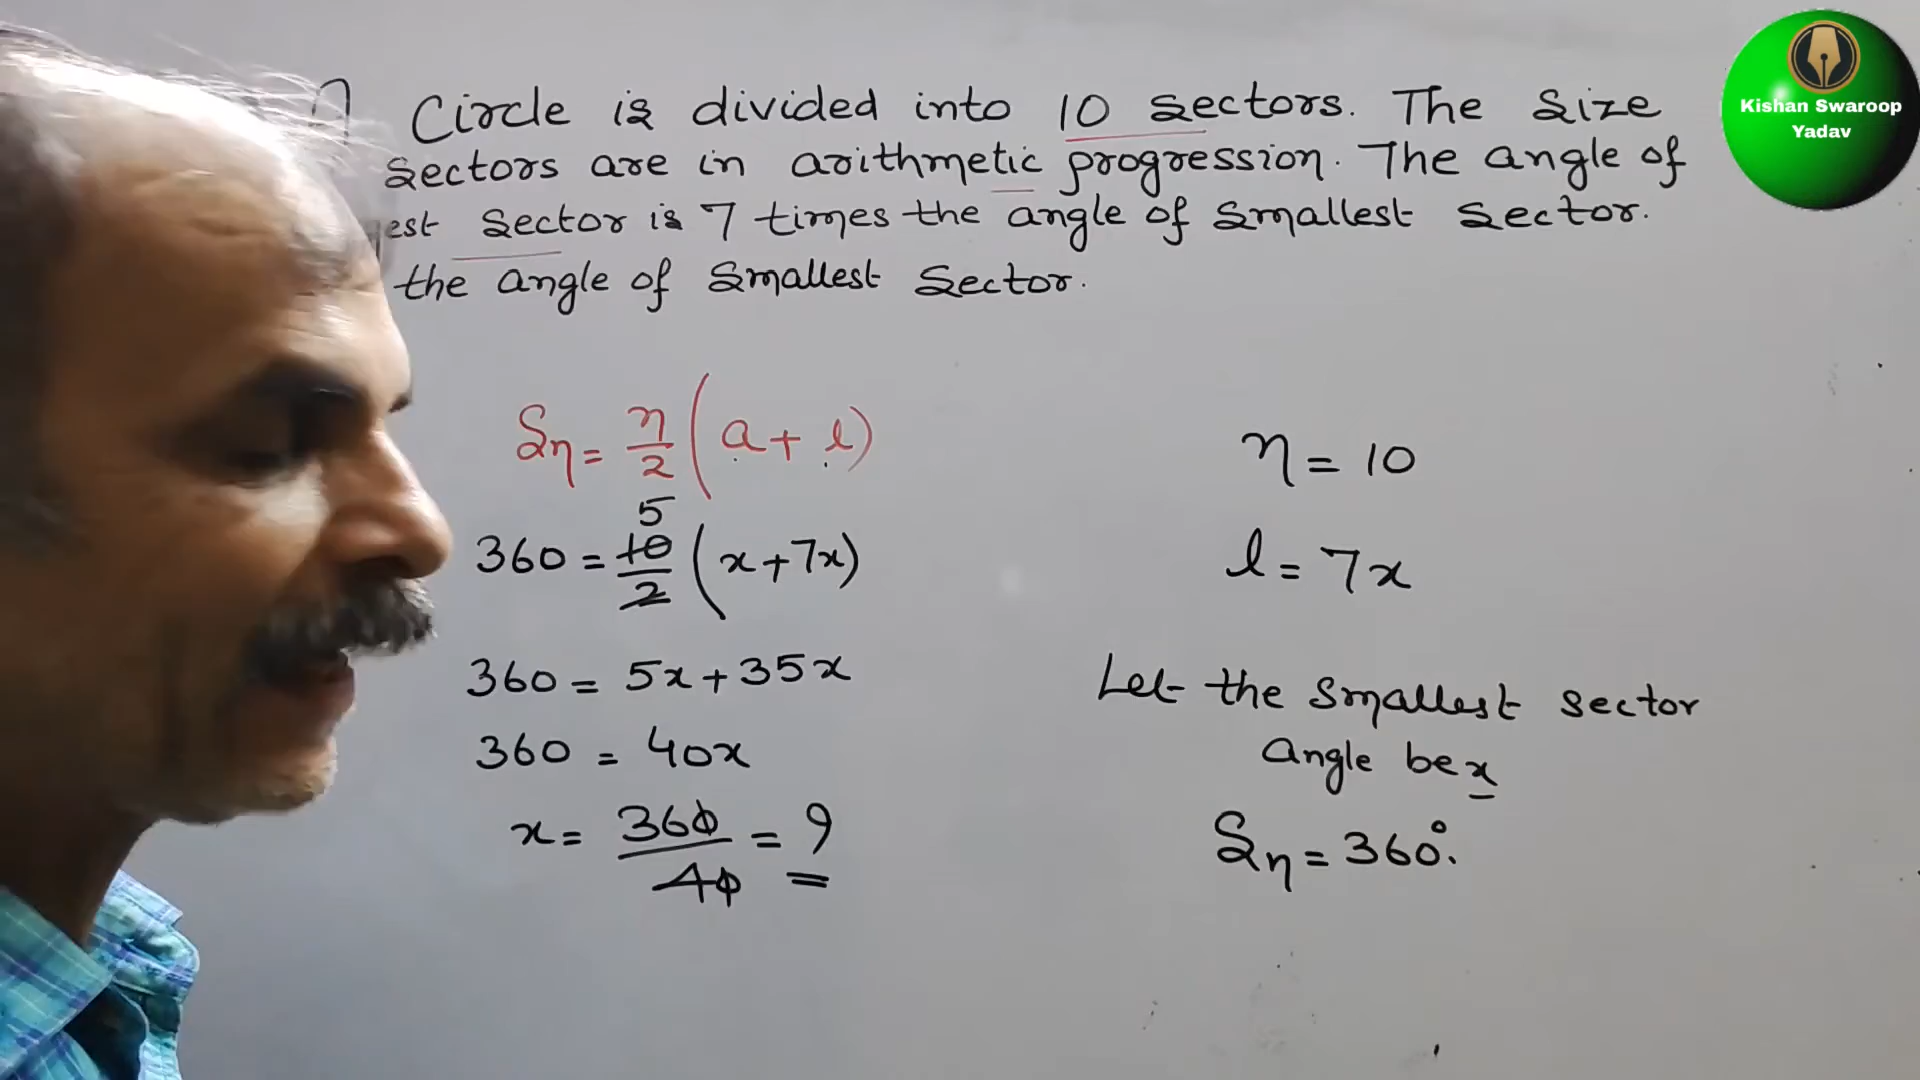 Circle is divided into 10 sectors. The size
sectors are in arithmetic progression. The angle of
est sector is 7 times the angle of smallest sector.
the angle of smallest sector.
Sn = n/2 (a + l)
5
360 = 10/2 (x + 7x)
360 = 5x + 35x
360 = 40x
x = 360/40 = 9
n = 10
l = 7x
Let the smallest sector
angle be x
Sn = 360°.
Kishan Swaroop
Yadav